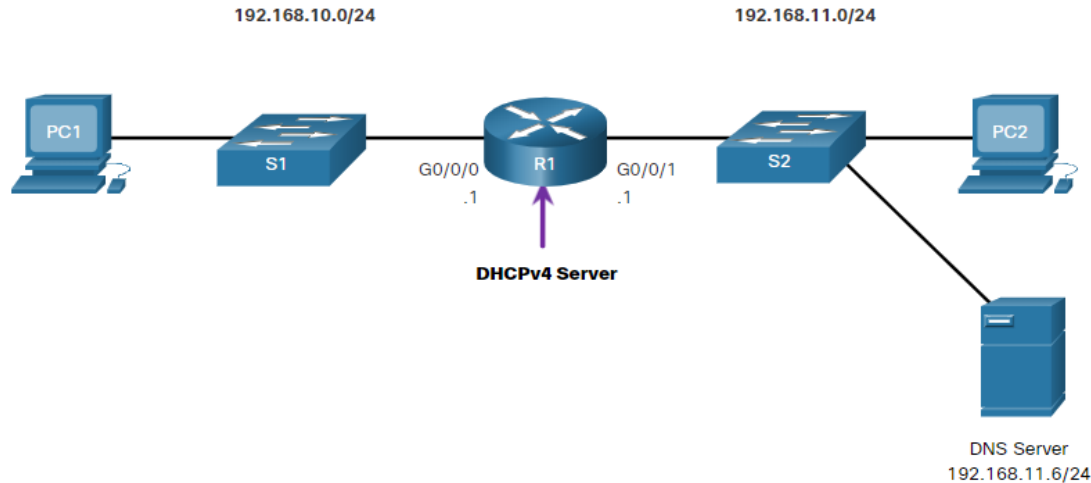 192.168.10.0/24
192.168.11.0/24
PC1
S1
G0/0/0
.1
R1
G0/0/1
.1
S2
PC2
DHCPv4 Server
DNS Server
192.168.11.6/24